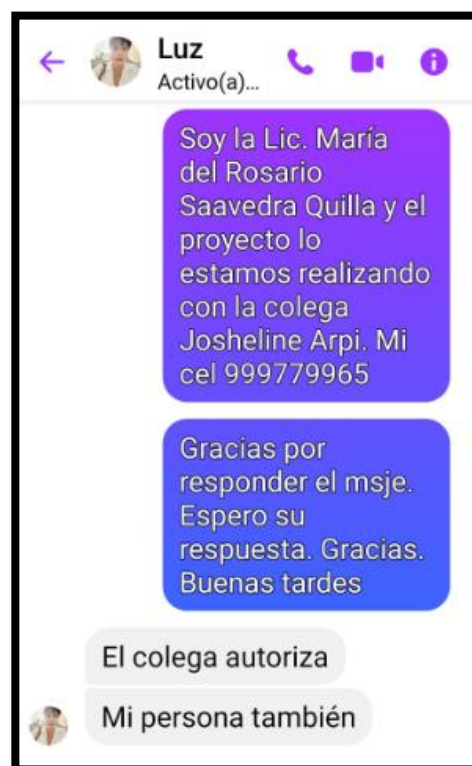 Luz
Activo(a)...
Soy la Lic. María
del Rosario
Saavedra Quilla y el
proyecto lo
estamos realizando
con la colega
Josheline Arpi. Mi
cel 999779965
Gracias por
responder el msje.
Espero su
respuesta. Gracias.
Buenas tardes
El colega autoriza
Mi persona también